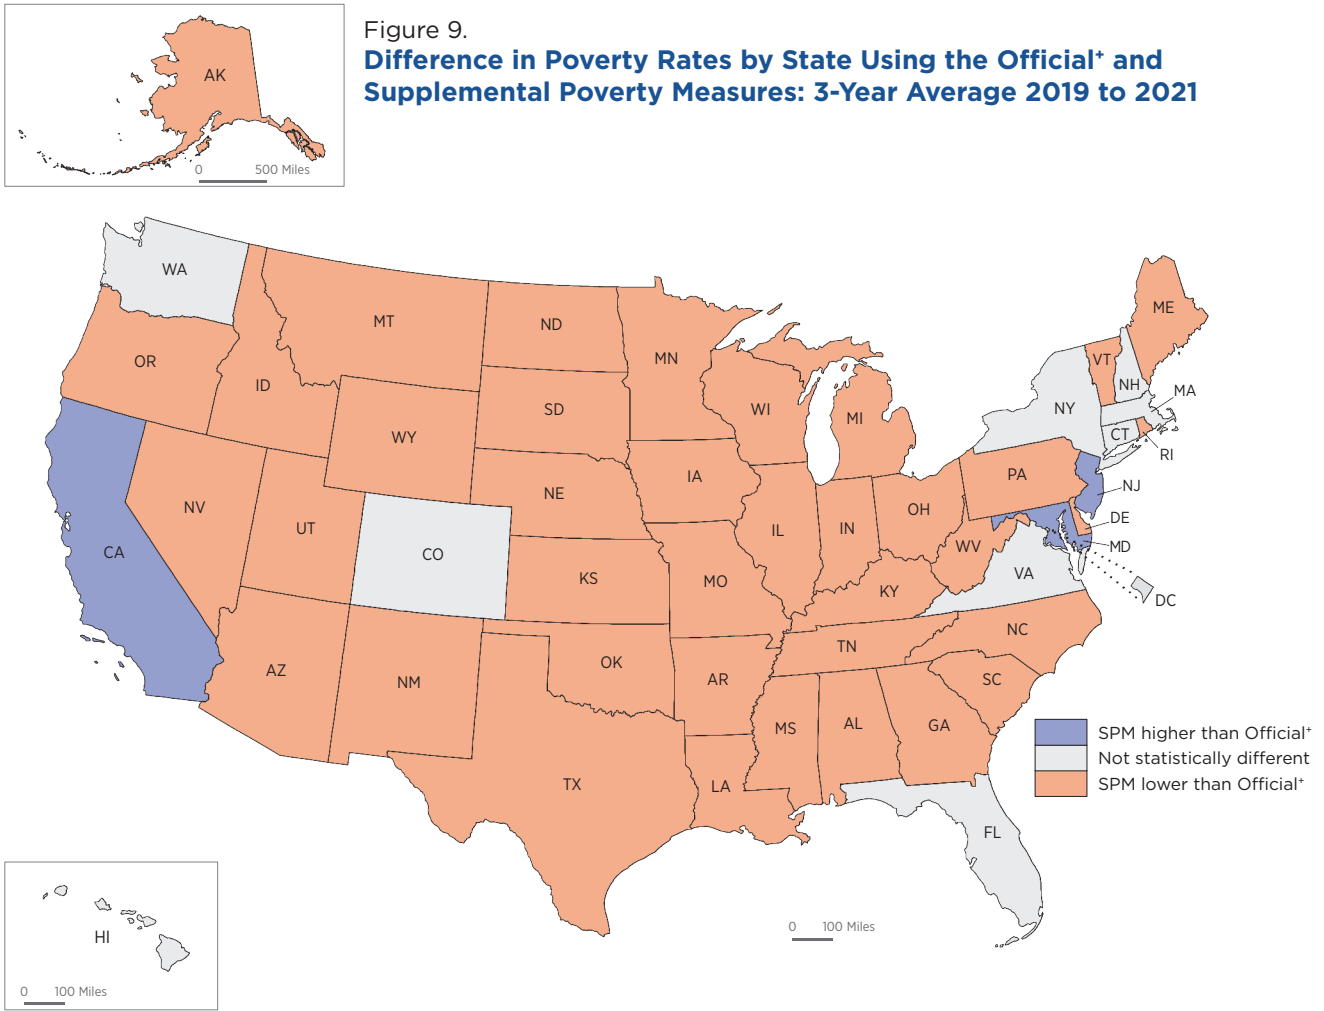 Figure 9.
Difference in Poverty Rates by State Using the Official⁺ and
Supplemental Poverty Measures: 3-Year Average 2019 to 2021
AK
0 500 Miles
WA
MT
ND
MN
OR
ID
SD
WI
MI
WY
IA
NE
NV
UT
CO
CA
KS
MO
IL
IN
OH
KY
WV
PA
NY
VT
NH
ME
MA
CT
RI
NJ
DE
MD
DC
VA
NC
TN
SC
AZ
NM
OK
AR
MS
AL
GA
TX
LA
FL
SPM higher than Official⁺
Not statistically different
SPM lower than Official⁺
HI
0 100 Miles
0 100 Miles